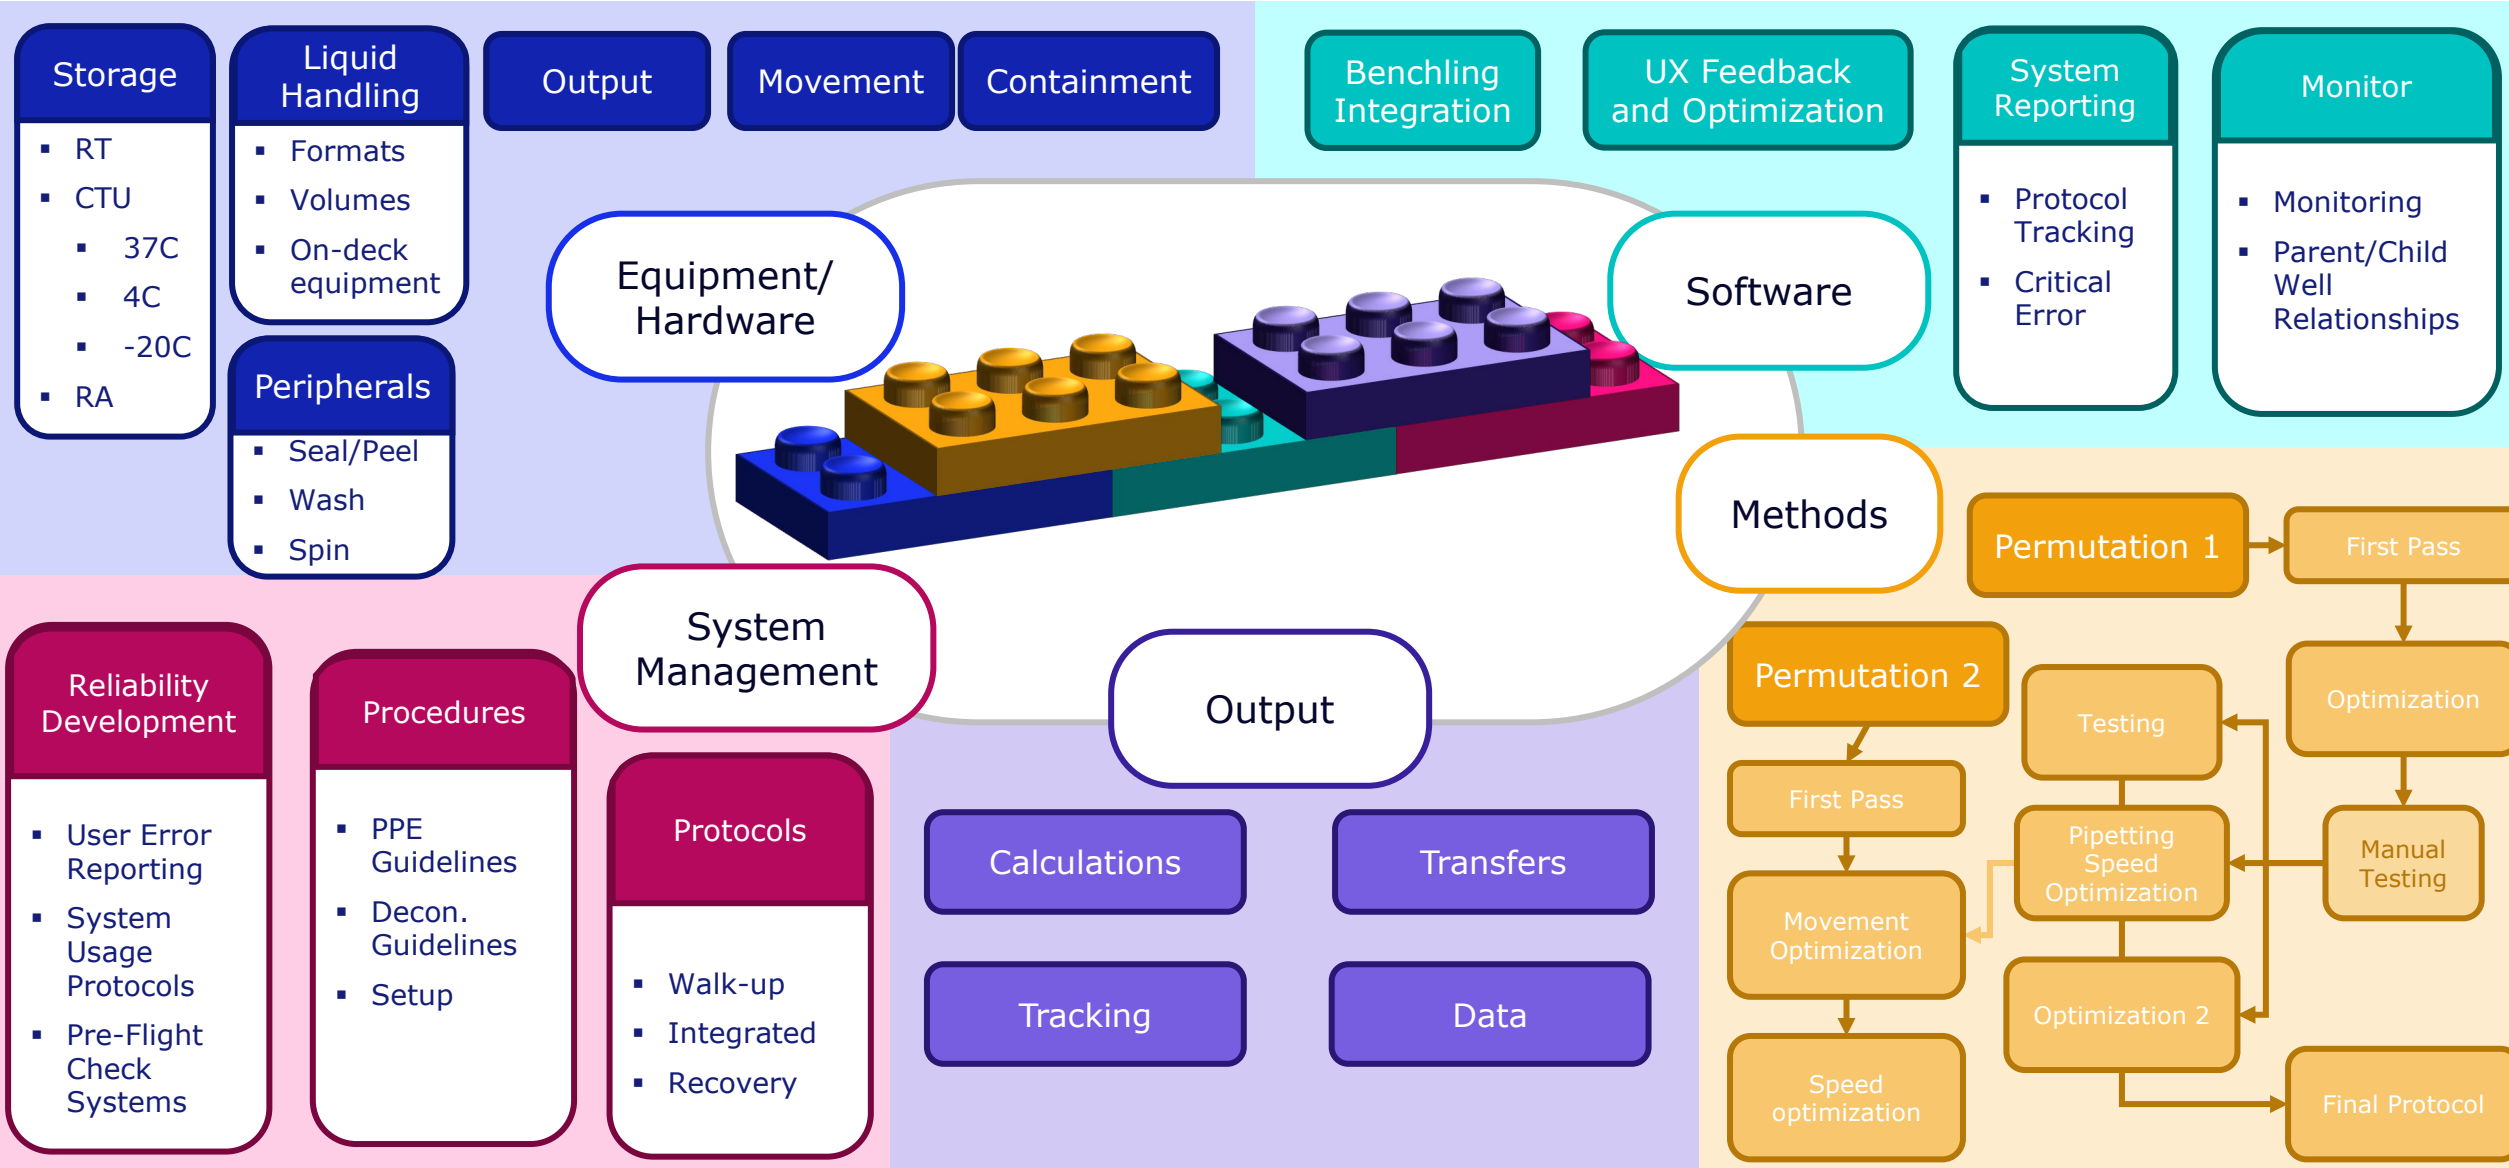 Storage
RT
CTU
37C
4C
-20C
RA
Liquid
Handling
Formats
Volumes
On-deck
equipment
Peripherals
Seal/Peel
Wash
Spin
Output
Movement
Containment
Equipment/
Hardware
Benchling
Integration
UX Feedback
and Optimization
System
Reporting
Protocol
Tracking
Critical
Error
Monitor
Monitoring
Parent/Child
Well
Relationships
Software
Methods
Permutation 1
First Pass
Optimization
Manual
Testing
Testing
Pipetting
Speed
Optimization
Optimization 2
Final Protocol
Permutation 2
First Pass
Movement
Optimization
Speed
optimization
System
Management
Reliability
Development
User Error
Reporting
System
Usage
Protocols
Pre-Flight
Check
Systems
Procedures
PPE
Guidelines
Decon.
Guidelines
Setup
Protocols
Walk-up
Integrated
Recovery
Output
Calculations
Transfers
Tracking
Data